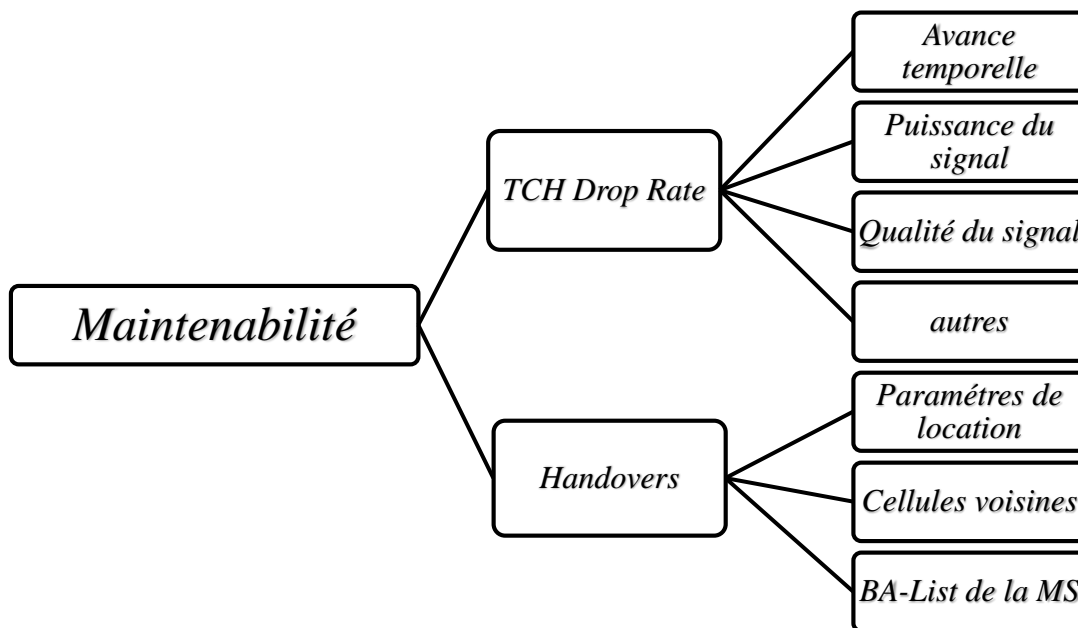 Maintenabilité
TCH Drop Rate
Avance
temporelle
Puissance du
signal
Qualité du signal
autres
Handovers
Paramétres de
location
Cellules voisines
BA-List de la MS